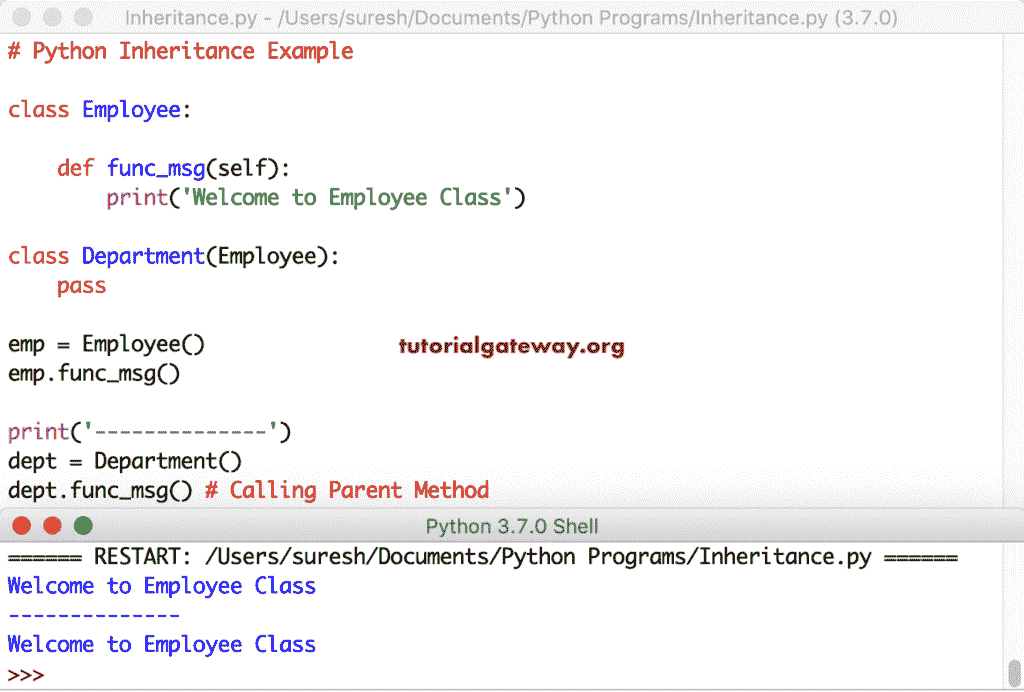 Inheritance.py - /Users/suresh/Documents/Python Programs/Inheritance.py (3.7.0)
# Python Inheritance Example
class Employee:
    def func_msg(self):
        print('Welcome to Employee Class')
class Department(Employee):
    pass
emp = Employee()
tutorialgateway.org
emp.func_msg()
print('--------------')
dept = Department()
dept.func_msg() # Calling Parent Method
Python 3.7.0 Shell
====== RESTART: /Users/suresh/Documents/Python Programs/Inheritance.py ======
Welcome to Employee Class
--------------
Welcome to Employee Class
>>>